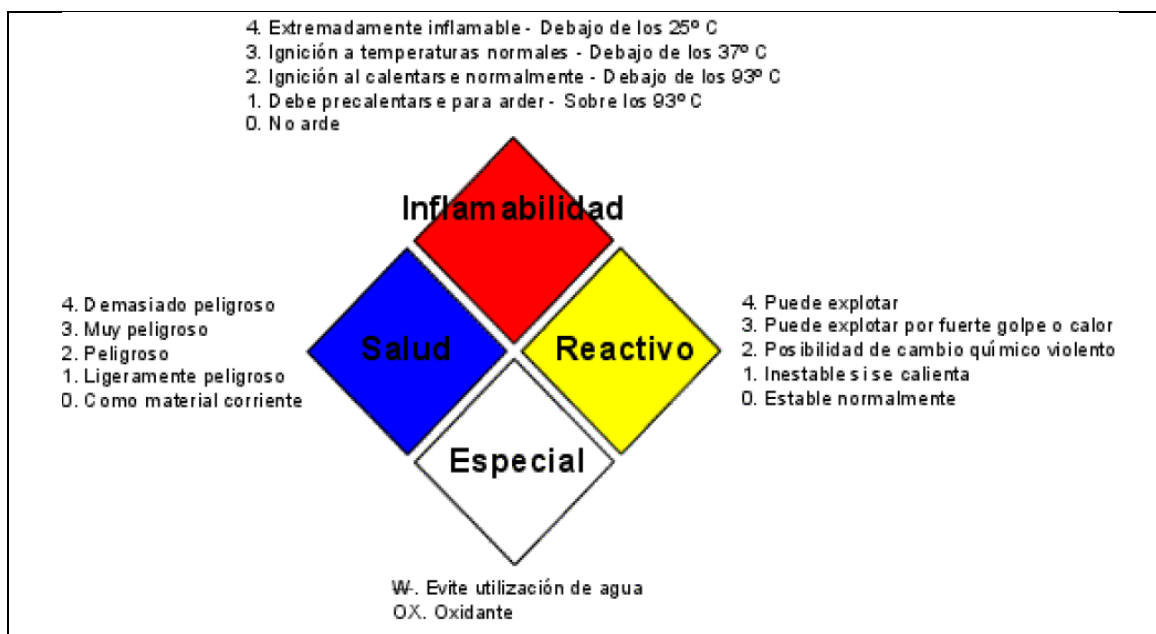 4. Extremadamente inflamable - Debajo de los 25º C
3. Ignición a temperaturas normales - Debajo de los 37º C
2. Ignición al calentarse normalmente - Debajo de los 93º C
1. Debe precalentarse para arder - Sobre los 93º C
0. No arde
Inflamabilidad
4. Demasiado peligroso
3. Muy peligroso
2. Peligroso
1. Ligeramente peligroso
0. Como material corriente
Salud
Reactivo
4. Puede explotar
3. Puede explotar por fuerte golpe o calor
2. Posibilidad de cambio químico violento
1. Inestable si se calienta
0. Estable normalmente
Especial
W. Evite utilización de agua
OX. Oxidante